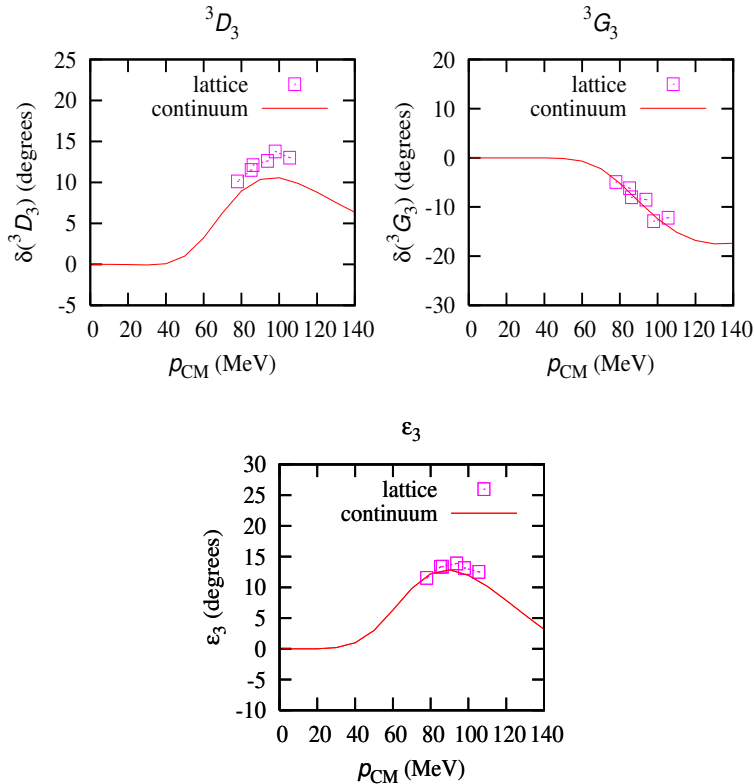 ³D₃
25
20
15
10
5
0
-5
0 20 40 60 80 100 120 140
δ(³D₃) (degrees)
p_CM (MeV)
lattice
continuum
³G₃
20
10
0
-10
-20
-30
0 20 40 60 80 100 120 140
δ(³G₃) (degrees)
p_CM (MeV)
lattice
continuum
ε₃
30
25
20
15
10
5
0
-5
-10
0 20 40 60 80 100 120 140
ε₃ (degrees)
p_CM (MeV)
lattice
continuum